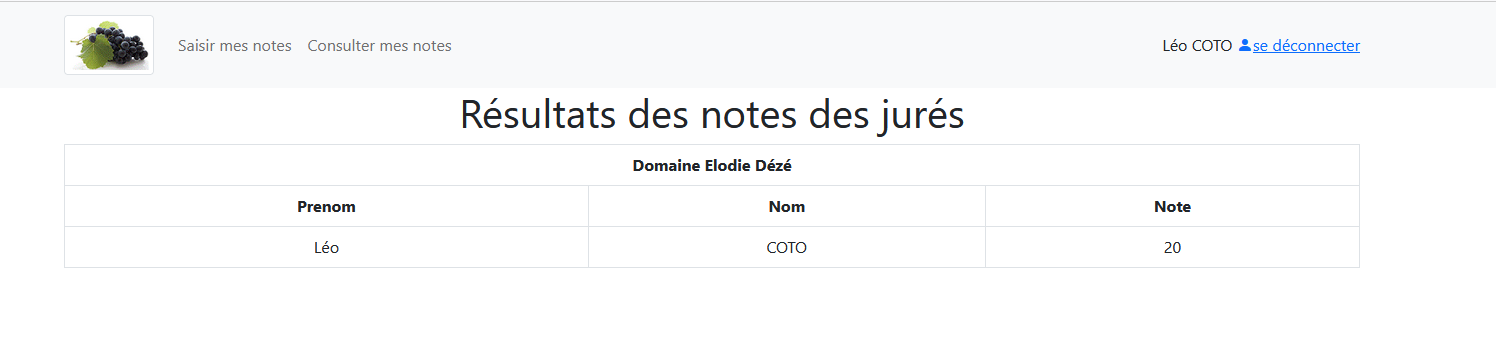 Saisir mes notes Consulter mes notes Léo COTO se déconnecter
Résultats des notes des jurés
Domaine Elodie Dézé
Prenom Nom Note
Léo COTO 20